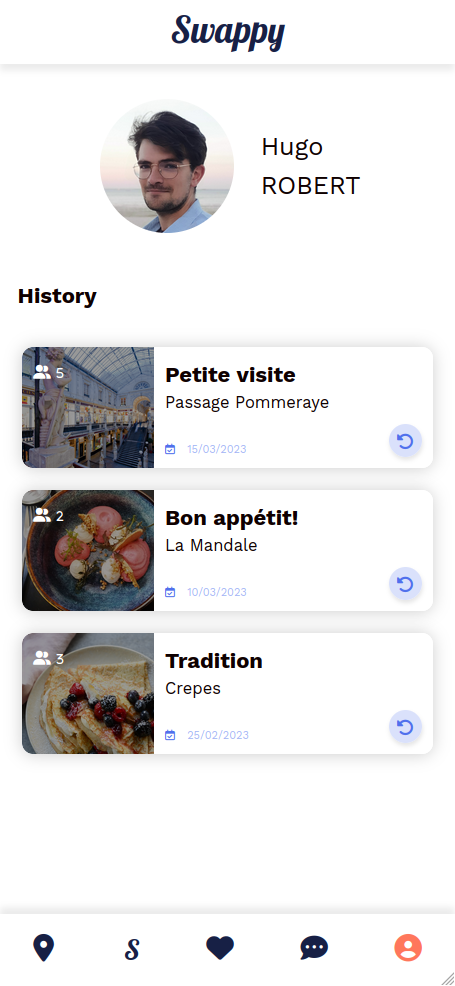 Swappy
Hugo
ROBERT
History
5
Petite visite
Passage Pommeraye
15/03/2023
2
Bon appétit!
La Mandale
10/03/2023
3
Tradition
Crepes
25/02/2023
S